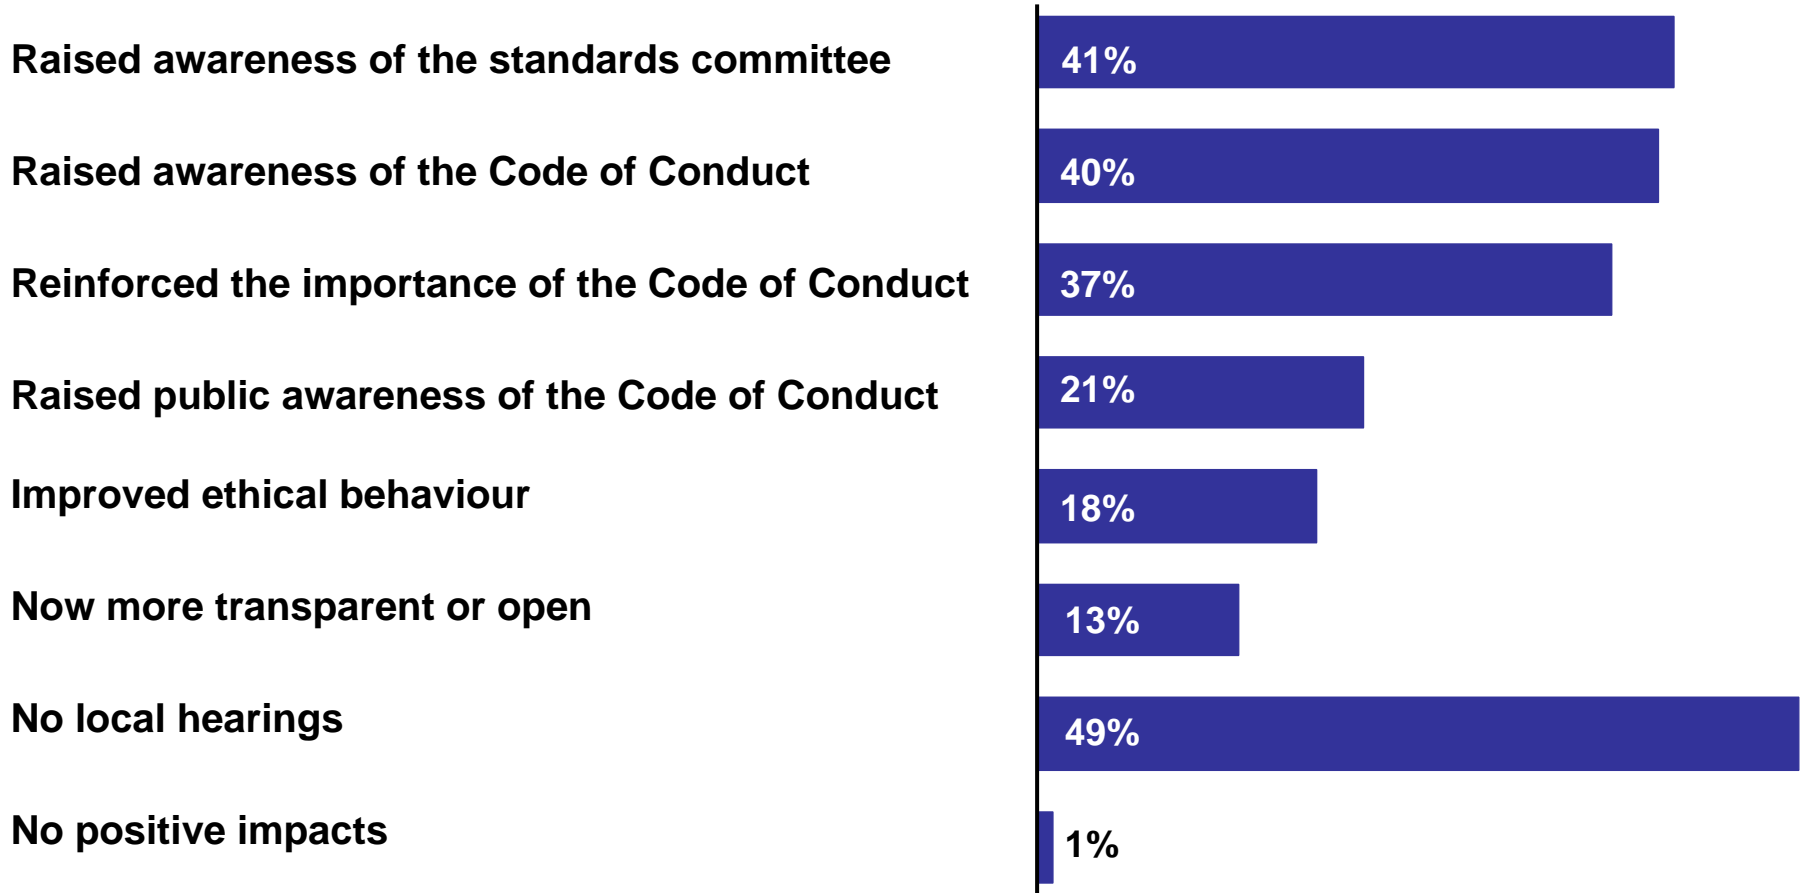 Raised awareness of the standards committee 41%
Raised awareness of the Code of Conduct 40%
Reinforced the importance of the Code of Conduct 37%
Raised public awareness of the Code of Conduct 21%
Improved ethical behaviour 18%
Now more transparent or open 13%
No local hearings 49%
No positive impacts 1%